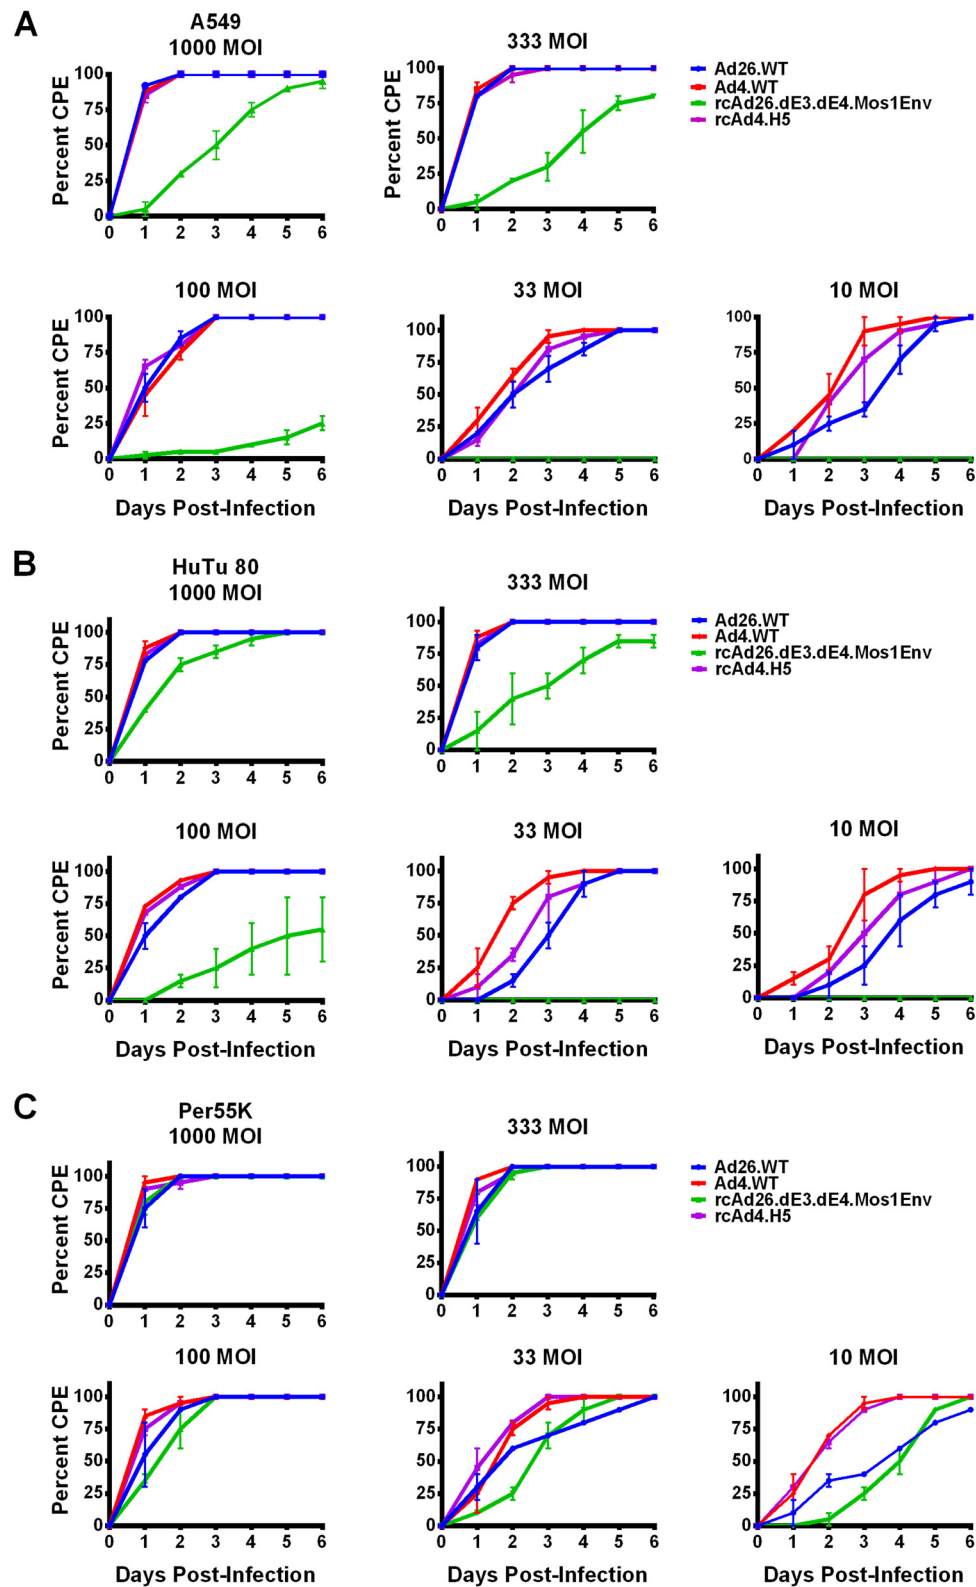 A
A549
1000 MOI
333 MOI
Percent CPE
100
75
50
25
0
0 1 2 3 4 5 6
Percent CPE
100
75
50
25
0
0 1 2 3 4 5 6
Ad26.WT
Ad4.WT
rcAd26.dE3.dE4.Mos1Env
rcAd4.H5
100 MOI
33 MOI
10 MOI
Percent CPE
100
75
50
25
0
0 1 2 3 4 5 6
100
75
50
25
0
0 1 2 3 4 5 6
100
75
50
25
0
0 1 2 3 4 5 6
Days Post-Infection
Days Post-Infection
Days Post-Infection
B
HuTu 80
1000 MOI
333 MOI
Percent CPE
100
75
50
25
0
0 1 2 3 4 5 6
100
75
50
25
0
0 1 2 3 4 5 6
Ad26.WT
Ad4.WT
rcAd26.dE3.dE4.Mos1Env
rcAd4.H5
100 MOI
33 MOI
10 MOI
Percent CPE
100
75
50
25
0
0 1 2 3 4 5 6
100
75
50
25
0
0 1 2 3 4 5 6
100
75
50
25
0
0 1 2 3 4 5 6
Days Post-Infection
Days Post-Infection
Days Post-Infection
C
Per55K
1000 MOI
333 MOI
Percent CPE
100
75
50
25
0
0 1 2 3 4 5 6
100
75
50
25
0
0 1 2 3 4 5 6
Ad26.WT
Ad4.WT
rcAd26.dE3.dE4.Mos1Env
rcAd4.H5
100 MOI
33 MOI
10 MOI
Percent CPE
100
75
50
25
0
0 1 2 3 4 5 6
100
75
50
25
0
0 1 2 3 4 5 6
100
75
50
25
0
0 1 2 3 4 5 6
Days Post-Infection
Days Post-Infection
Days Post-Infection